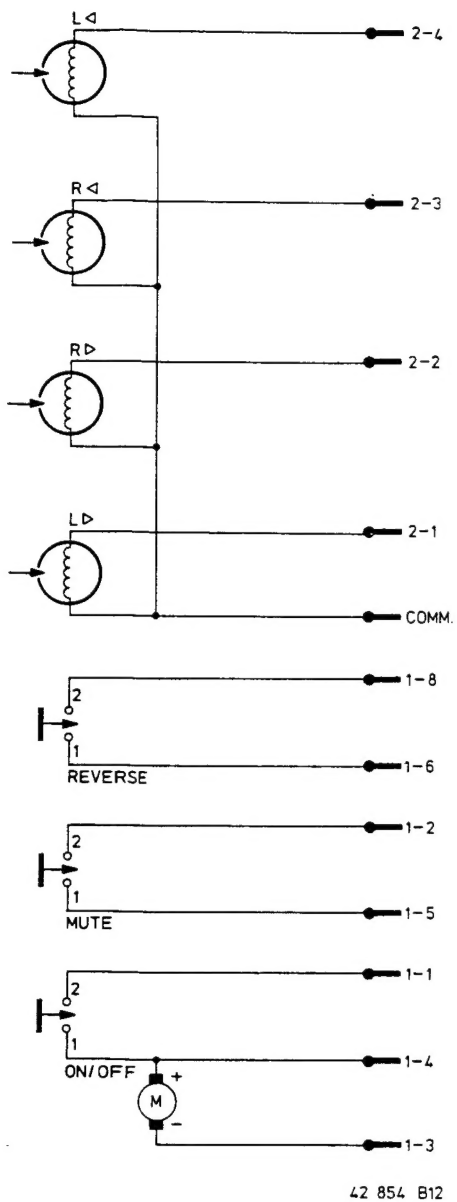 L◁
2-4
R◁
2-3
R▷
2-2
L▷
2-1
COMM.
2
1-8
1
1-6
REVERSE
2
1-2
1
1-5
MUTE
2
1-1
1
1-4
ON/OFF
+
M
-
1-3
42 854 B12